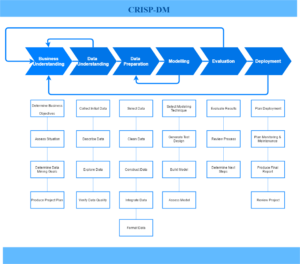 CRISP-DM
Business
Understanding
Data
Understanding
Data
Preparation
Modelling
Evaluation
Deployment
Determine Business
Objectives
Assess Situation
Determine Data
Mining Goals
Produce Project Plan
Collect Initial Data
Describe Data
Explore Data
Verify Data Quality
Select Data
Clean Data
Construct Data
Integrate Data
Format Data
Select Modeling
Technique
Generate Test
Design
Build Model
Assess Model
Evaluate Results
Review Process
Determine Next
Steps
Plan Deployment
Plan Monitoring &
Maintenance
Produce Final
Report
Review Project